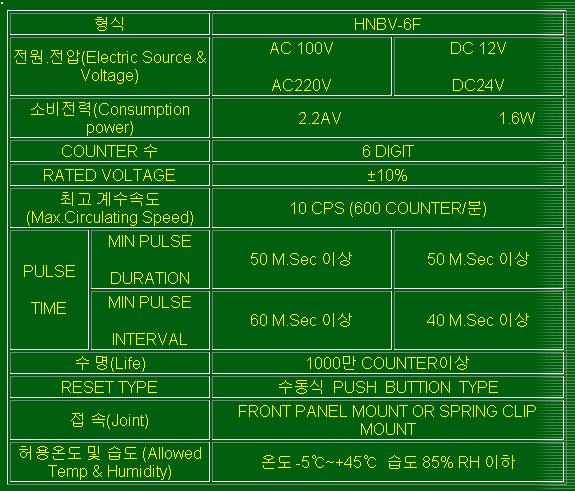 형식 HNBV-6F
전원.전압(Electric Source & Voltage) AC 100V DC 12V
AC220V DC24V
소비전력(Consumption power) 2.2AV 1.6W
COUNTER 수 6 DIGIT
RATED VOLTAGE ±10%
최고 계수속도
(Max.Circulating Speed) 10 CPS (600 COUNTER/분)
PULSE TIME
MIN PULSE DURATION 50 M.Sec 이상 50 M.Sec 이상
MIN PULSE INTERVAL 60 M.Sec 이상 40 M.Sec 이상
수 명(Life) 1000만 COUNTER이상
RESET TYPE 수동식 PUSH BUTTION TYPE
접 속(Joint) FRONT PANEL MOUNT OR SPRING CLIP MOUNT
허용온도 및 습도 (Allowed Temp & Humidity) 온도 -5℃~+45℃ 습도 85% RH 이하